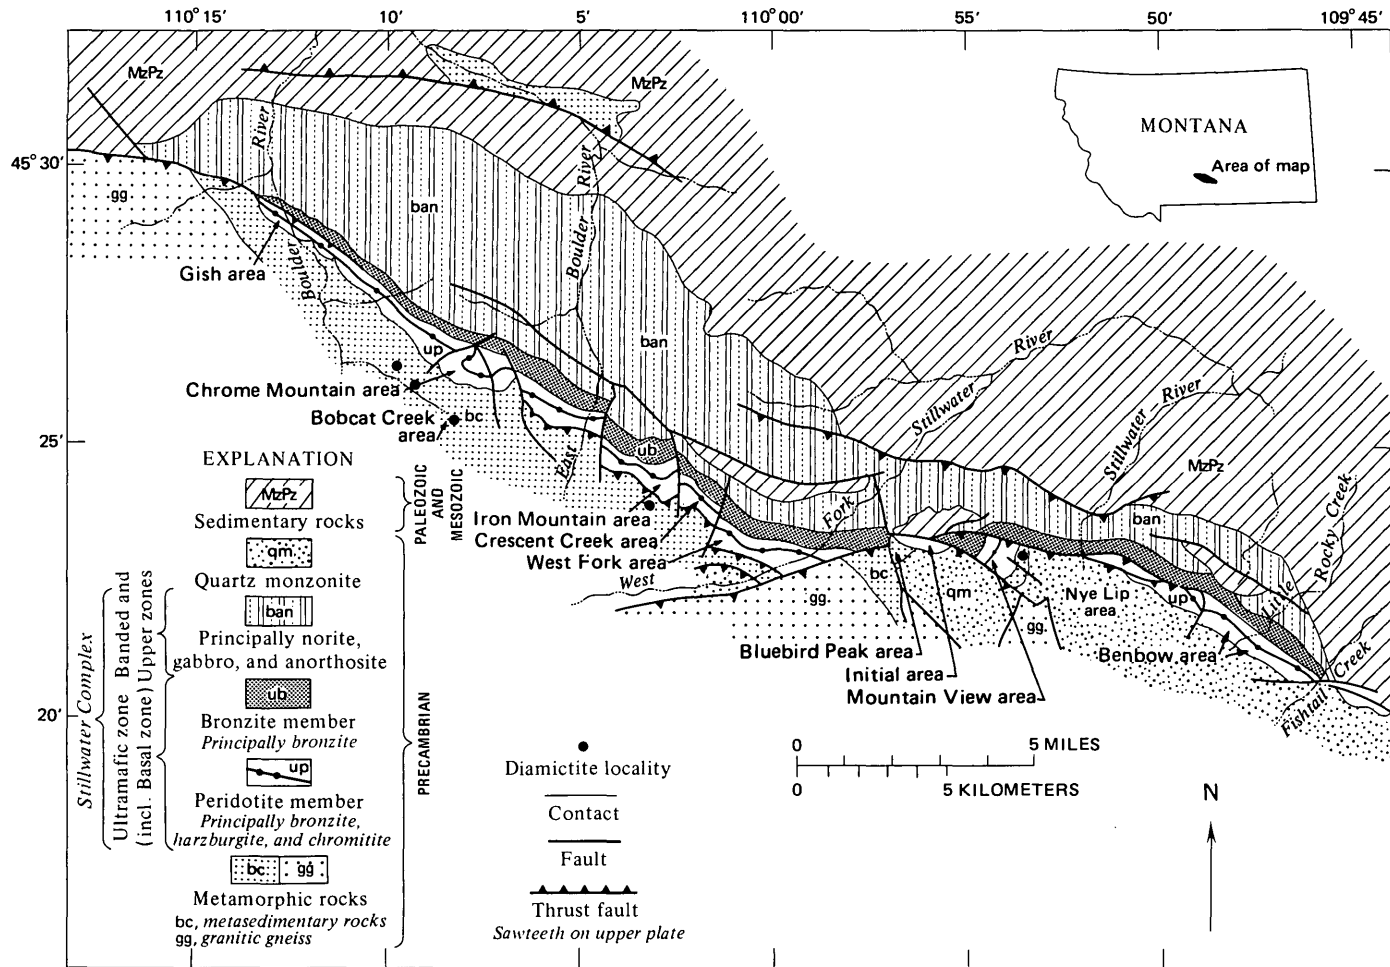 110°15′ 10′ 5′ 110°00′ 55′ 50′ 109°45′
MzPz
MzPz
MONTANA
Area of map
45°30′
River
River
gg
ban
Boulder
Boulder
Gish area
ban
River
up
Stillwater
River
Chrome Mountain area
Bobcat Creek
area
bc
Stillwater
25′
East
ub
MzPz
Rocky Creek
Iron Mountain area
Crescent Creek area
West Fork area
Fork
ban
West
bc
gg
qm
Nye Lip
area
up
Little
gg
Bluebird Peak area
Initial area
Mountain View area
Benbow area
Fishtail Creek
20′
EXPLANATION
MzPz
Sedimentary rocks
qm
Quartz monzonite
ban
Principally norite,
gabbro, and anorthosite
ub
Bronzite member
Principally bronzite
up
Peridotite member
Principally bronzite,
harzburgite, and chromitite
bc gg
Metamorphic rocks
bc, metasedimentary rocks
gg, granitic gneiss
Stillwater Complex
Ultramafic zone
(incl. Basal zone)
Banded and
Upper zones
PALEOZOIC
AND
MESOZOIC
PRECAMBRIAN
Diamictite locality
Contact
Fault
Thrust fault
Sawteeth on upper plate
0 5 MILES
0 5 KILOMETERS
N